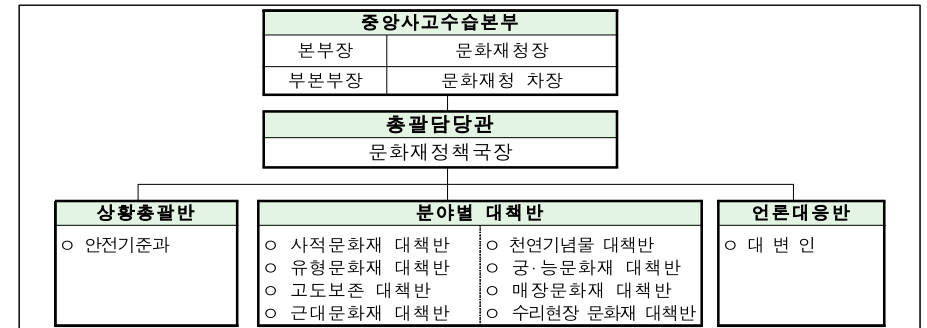 중앙사고수습본부
본부장 문화재청장
부본부장 문화재청 차장
총괄담당관
문화재정책국장
상황총괄반
ㅇ 안전기준과
분야별 대책반
ㅇ 사적문화재 대책반
ㅇ 유형문화재 대책반
ㅇ 고도보존 대책반
ㅇ 근대문화재 대책반
ㅇ 천연기념물 대책반
ㅇ 궁·능문화재 대책반
ㅇ 매장문화재 대책반
ㅇ 수리현장 문화재 대책반
언론대응반
ㅇ 대 변 인